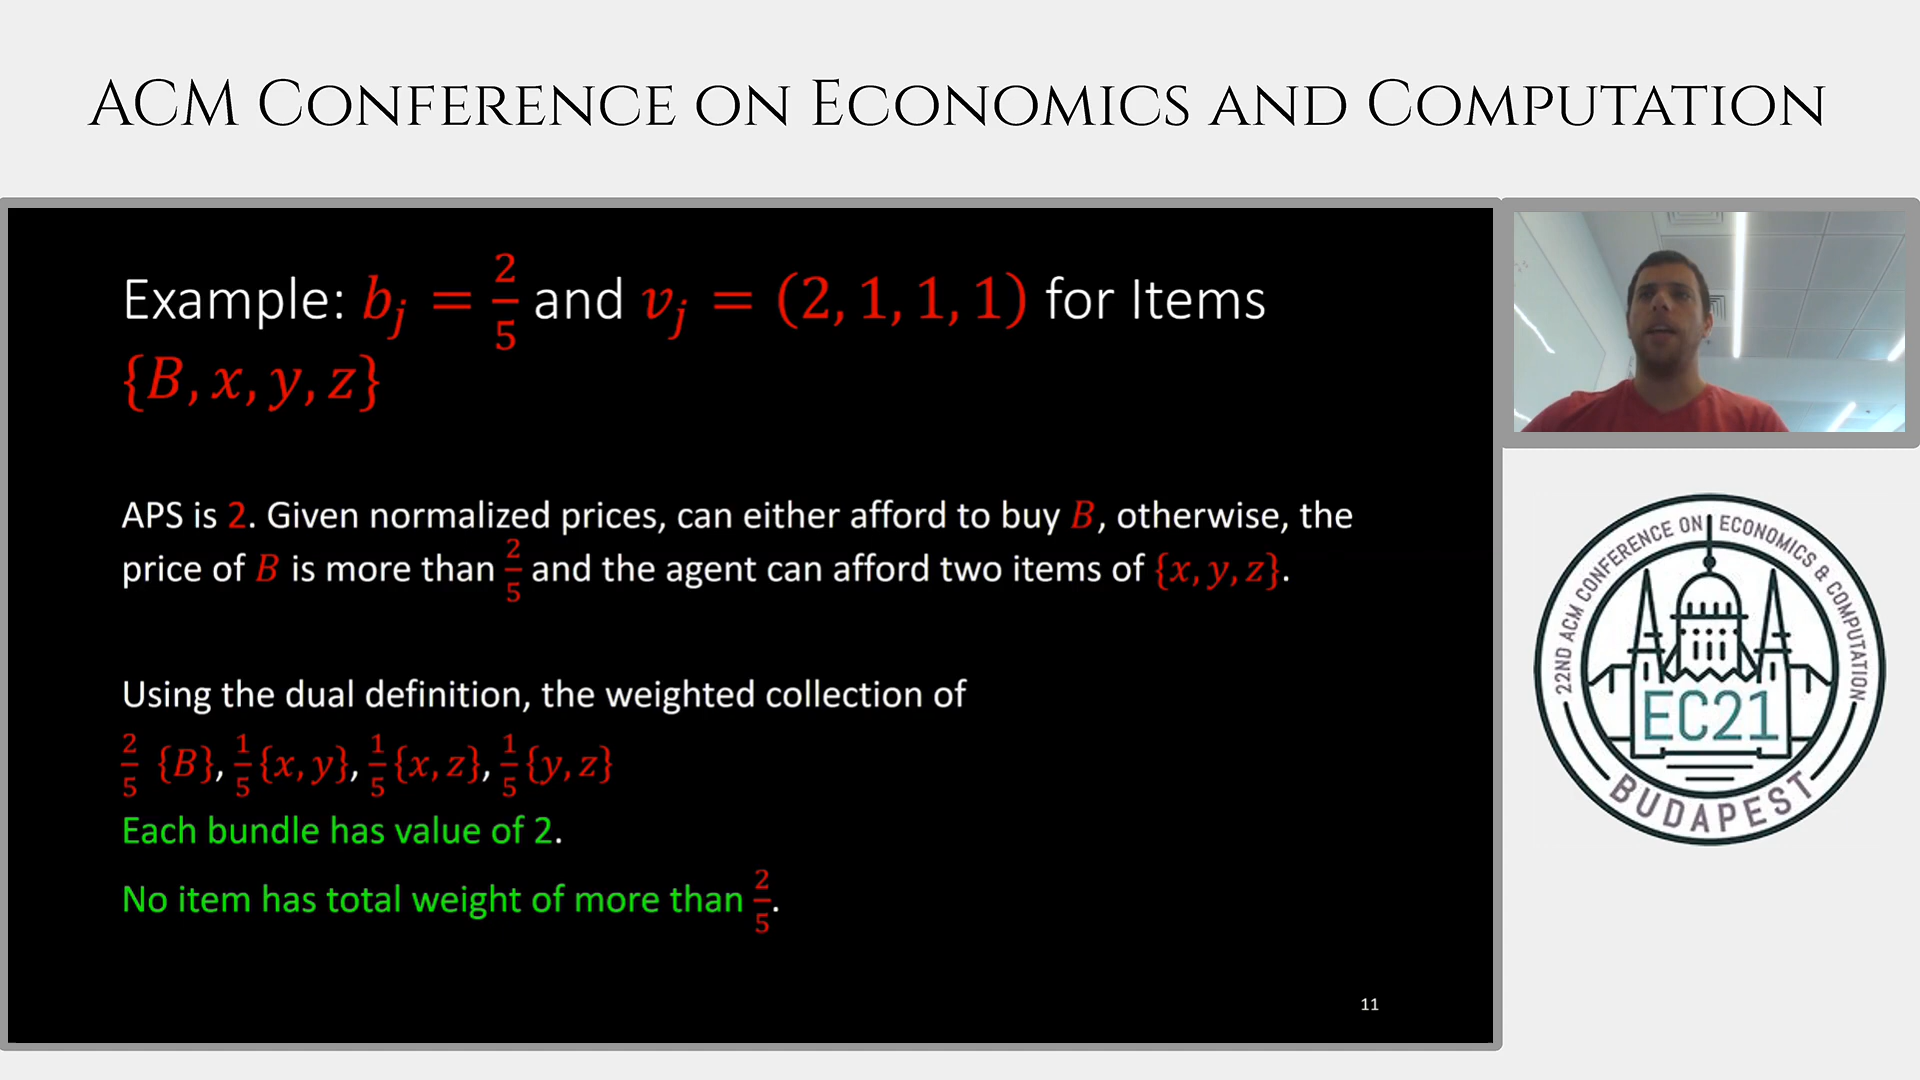 ACM Conference on Economics and Computation
Example: b_j = 2/5 and v_j = (2, 1, 1, 1) for Items
{B, x, y, z}
APS is 2. Given normalized prices, can either afford to buy B, otherwise, the
price of B is more than 2/5 and the agent can afford two items of {x, y, z}.
Using the dual definition, the weighted collection of
2/5 {B}, 1/5 {x, y}, 1/5 {x, z}, 1/5 {y, z}
Each bundle has value of 2.
No item has total weight of more than 2/5.
11
22ND ACM CONFERENCE ON ECONOMICS & COMPUTATION
EC21
BUDAPEST